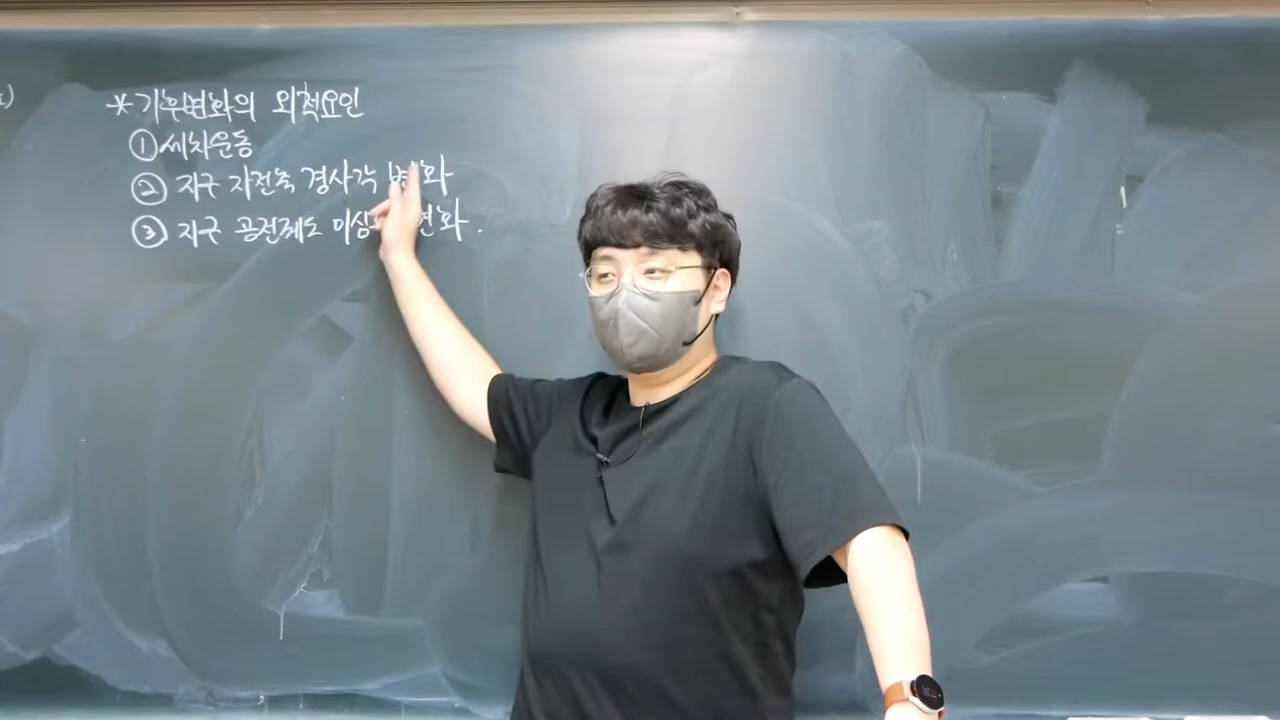 *기후변화의 외적요인
①세차운동
② 지구 자전축 경사각 변화
③ 지구 공전궤도 이심 변화.